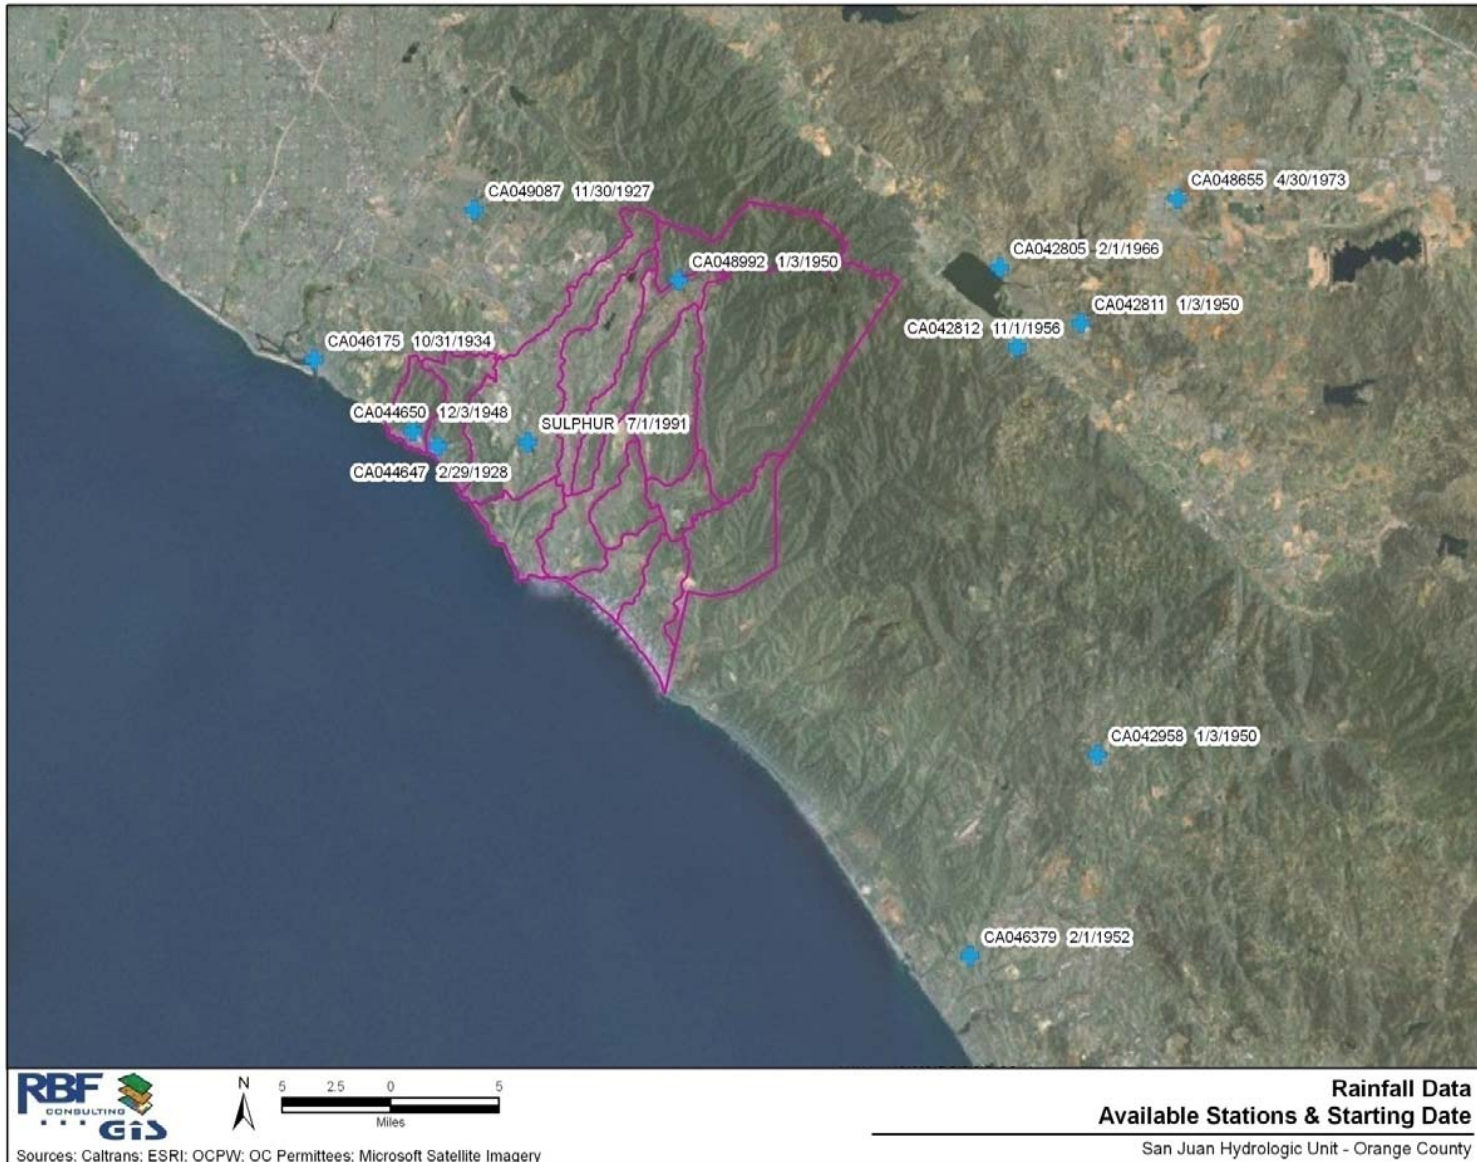 CA049087 11/30/1927
CA048655 4/30/1973
CA048992 1/3/1950
CA042805 2/1/1966
CA042811 1/3/1950
CA042812 11/1/1956
CA046175 10/31/1934
CA044650 12/3/1948
SULPHUR 7/1/1991
CA044647 2/29/1928
CA042958 1/3/1950
CA046379 2/1/1952
RBF
CONSULTING
GIS
N
5 2.5 0 5
Miles
Rainfall Data
Available Stations & Starting Date
San Juan Hydrologic Unit - Orange County
Sources: Caltrans; ESRI; OCPW; OC Permittees; Microsoft Satellite Imagery